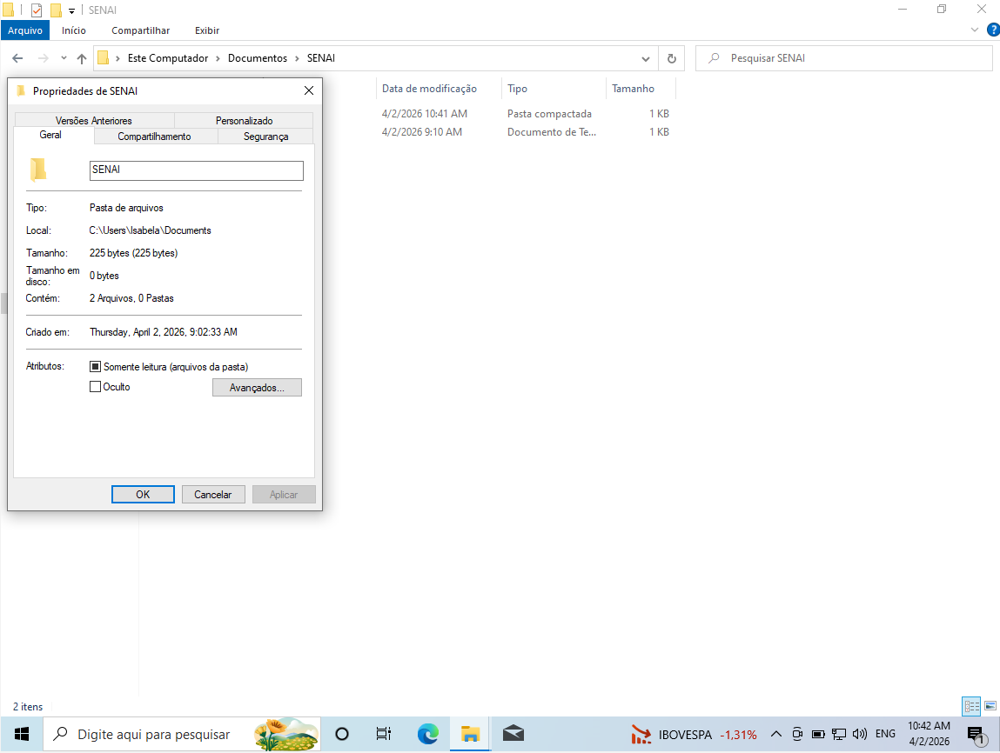 SENAI
Arquivo Início Compartilhar Exibir
Este Computador Documentos SENAI
Pesquisar SENAI
Propriedades de SENAI
Versões Anteriores Personalizado
Geral Compartilhamento Segurança
SENAI
Tipo: Pasta de arquivos
Local: C:\Users\Isabela\Documents
Tamanho: 225 bytes (225 bytes)
Tamanho em disco: 0 bytes
Contém: 2 Arquivos, 0 Pastas
Criado em: Thursday, April 2, 2026, 9:02:33 AM
Atributos: Somente leitura (arquivos da pasta)
Oculto Avançados...
OK Cancelar Aplicar
Data de modificação Tipo Tamanho
4/2/2026 10:41 AM Pasta compactada 1 KB
4/2/2026 9:10 AM Documento de Te... 1 KB
2 itens
Digite aqui para pesquisar
IBOVESPA -1,31%
ENG
10:42 AM
4/2/2026
1